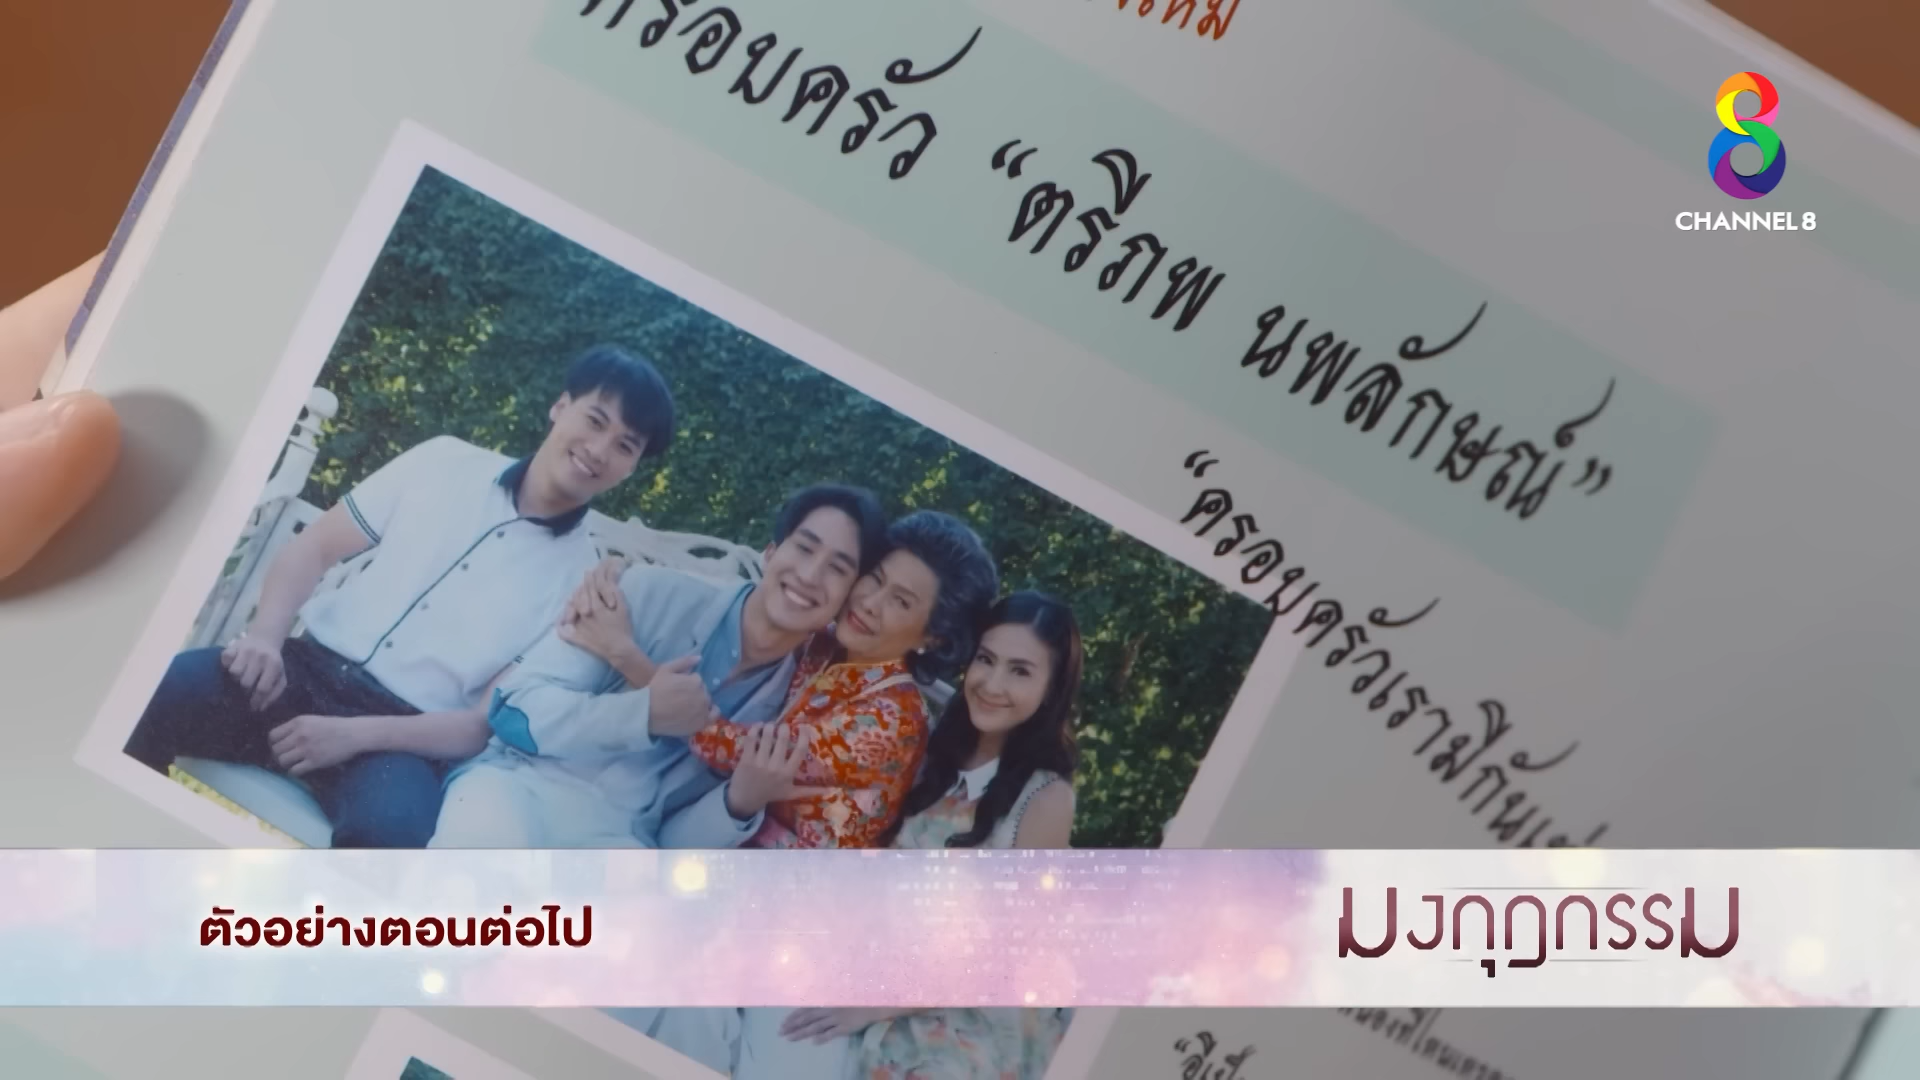 ครอบครัว “ตรีภพ นพลักษณ์”
CHANNEL 8
“ครอบครัวเรามีกัน
ตัวอย่างตอนต่อไป
มงกุฎกรรม